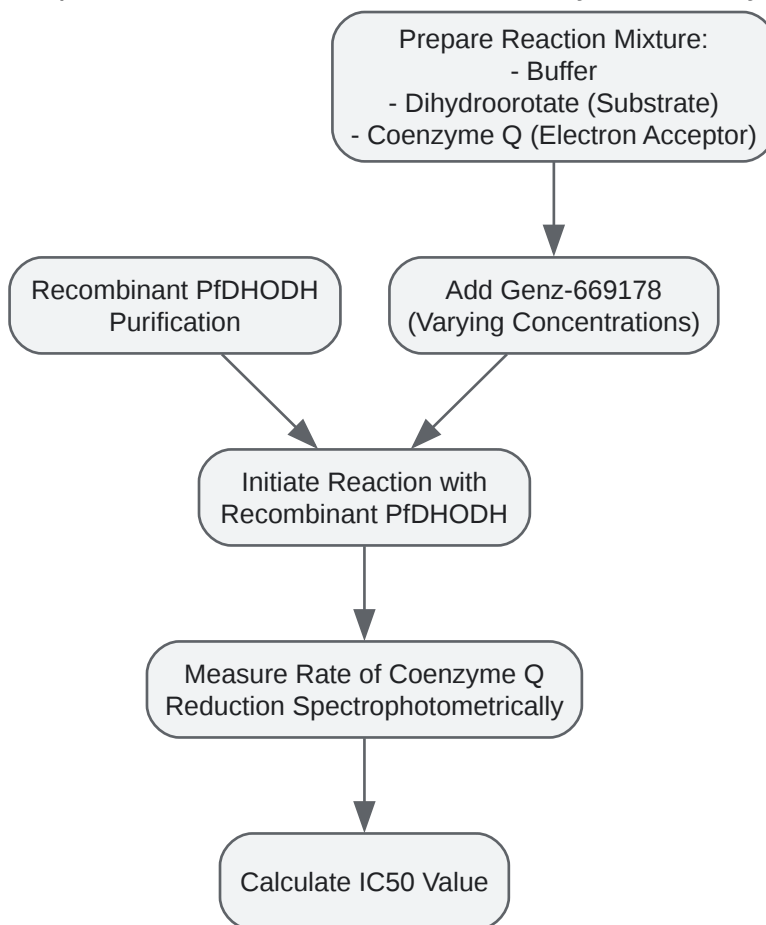 Prepare Reaction Mixture:
- Buffer
- Dihydroorotate (Substrate)
- Coenzyme Q (Electron Acceptor)
Recombinant PfDHODH
Purification
Add Genz-669178
(Varying Concentrations)
Initiate Reaction with
Recombinant PfDHODH
Measure Rate of Coenzyme Q
Reduction Spectrophotometrically
Calculate IC50 Value